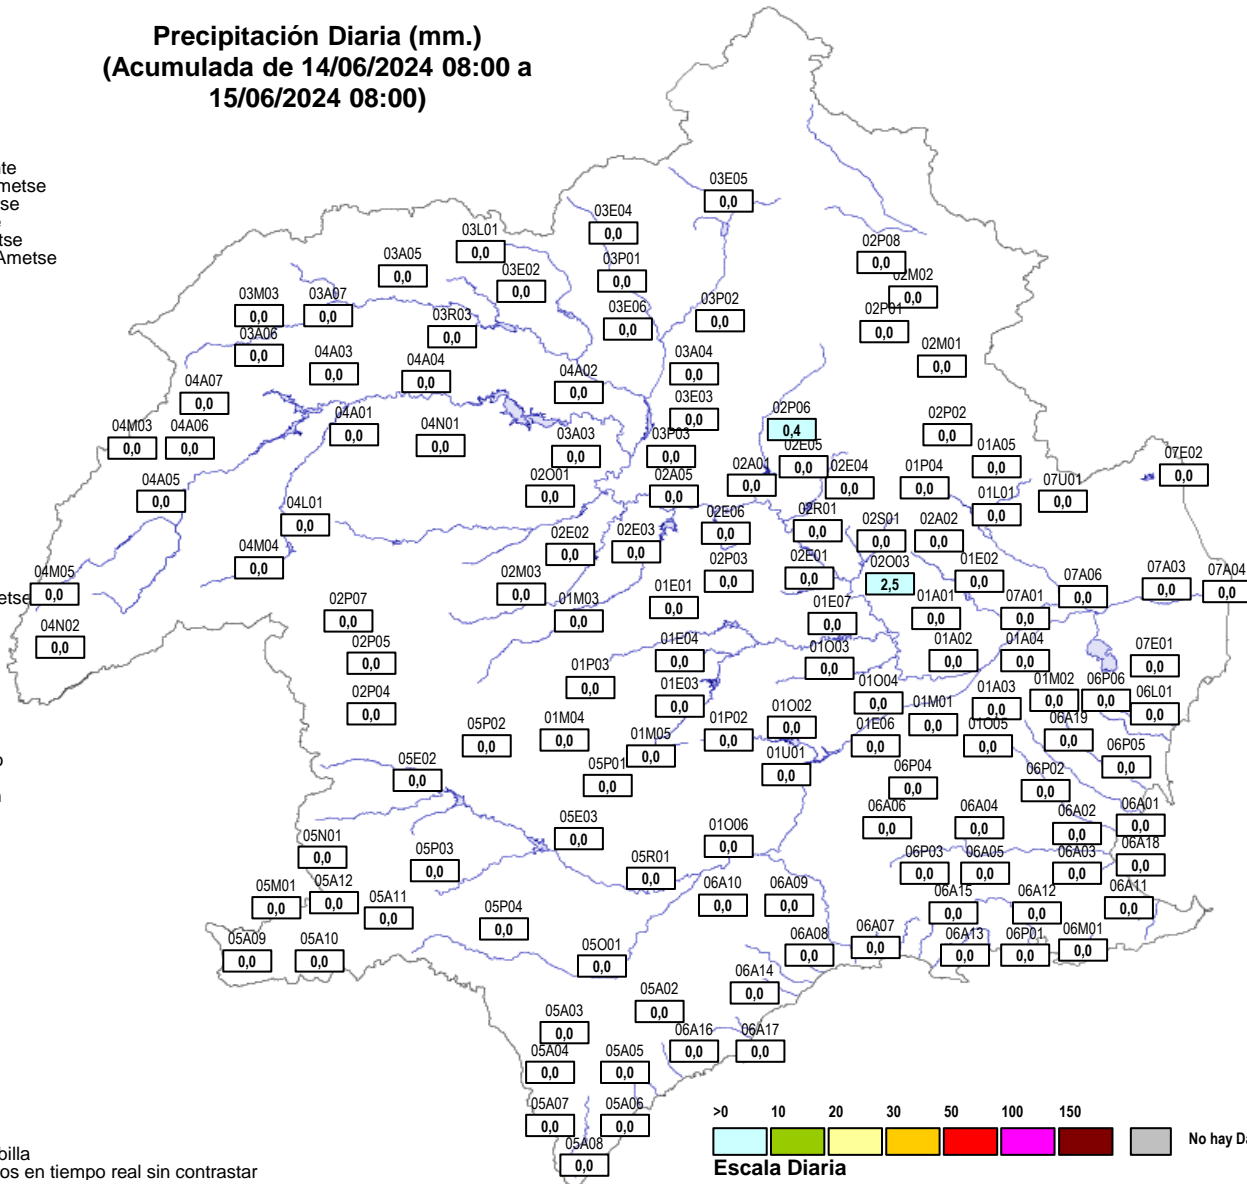 Precipitación Diaria (mm.)
(Acumulada de 14/06/2024 08:00 a
15/06/2024 08:00)
03E05
0,0
03E04
0,0
03L01
0,0
02P08
0,0
03A05
0,0
03P01
0,0
03E02
0,0
02M02
0,0
03M03
0,0
03A07
0,0
03P02
0,0
03E06
0,0
02P01
0,0
03R03
0,0
03A06
0,0
02M01
0,0
04A03
0,0
03A04
0,0
04A04
0,0
04A02
0,0
04A07
0,0
03E03
0,0
02P06
0,4
02P02
0,0
04A01
0,0
04M03
0,0
04A06
0,0
04N01
0,0
03A03
0,0
03P03
0,0
02E05
0,0
01A05
0,0
07E02
0,0
02A01
0,0
02E04
0,0
01P04
0,0
04A05
0,0
02O01
0,0
02A05
0,0
07U01
0,0
01L01
0,0
04L01
0,0
02R01
0,0
02E06
0,0
02S01
0,0
02A02
0,0
02E03
0,0
02E02
0,0
04M04
0,0
02E01
0,0
02P03
0,0
02O03
2,5
01E02
0,0
07A03
0,0
07A04
0,0
04M05
0,0
02M03
0,0
07A06
0,0
01E01
0,0
01M03
0,0
02P07
0,0
01E07
0,0
01A01
0,0
07A01
0,0
04N02
0,0
02P05
0,0
01E04
0,0
01O03
0,0
01A02
0,0
01A04
0,0
07E01
0,0
01P03
0,0
01E03
0,0
01O04
0,0
01M02
0,0
06P06
0,0
02P04
0,0
01A03
0,0
06L01
0,0
01M01
0,0
01O02
0,0
05P02
0,0
01M04
0,0
01P02
0,0
01E06
0,0
01O05
0,0
06A19
0,0
01M05
0,0
06P05
0,0
05E02
0,0
01U01
0,0
05P01
0,0
06P04
0,0
06P02
0,0
06A06
0,0
06A04
0,0
06A02
0,0
06A01
0,0
05E03
0,0
01O06
0,0
05N01
0,0
06A18
0,0
05P03
0,0
05R01
0,0
06P03
0,0
06A05
0,0
06A03
0,0
05M01
0,0
05A12
0,0
05A11
0,0
06A10
0,0
06A09
0,0
06A15
0,0
06A12
0,0
06A11
0,0
05P04
0,0
05A09
0,0
05A10
0,0
05O01
0,0
06A08
0,0
06A07
0,0
06A13
0,0
06P01
0,0
06M01
0,0
06A14
0,0
05A02
0,0
05A03
0,0
06A16
0,0
06A17
0,0
05A04
0,0
05A05
0,0
05A07
0,0
05A06
0,0
05A08
0,0
>0 10 20 30 50 100 150
Escala Diaria
os en tiempo real sin contrastar